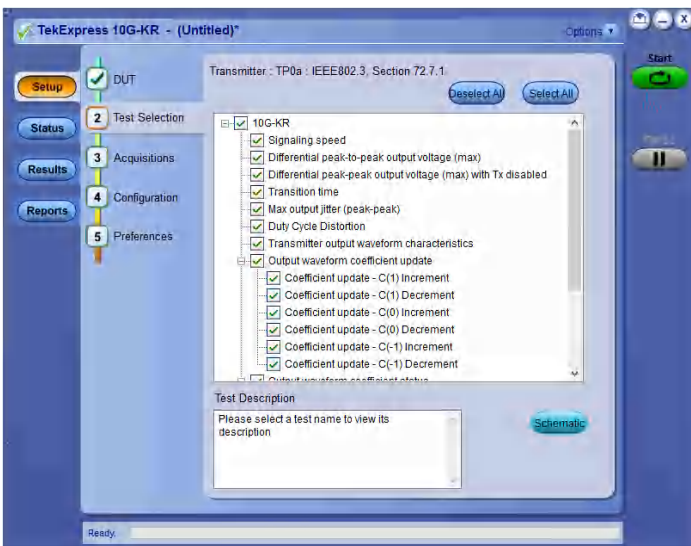 TekExpress 10G-KR - (Untitled)*
Options
Start
Setup
Status
Results
Reports
DUT
2 Test Selection
3 Acquisitions
4 Configuration
5 Preferences
Transmitter : TP0a : IEEE802.3, Section 72.7.1
Deselect All
Select All
10G-KR
Signaling speed
Differential peak-to-peak output voltage (max)
Differential peak-peak output voltage (max) with Tx disabled
Transition time
Max output jitter (peak-peak)
Duty Cycle Distortion
Transmitter output waveform characteristics
Output waveform coefficient update
Coefficient update - C(1) Increment
Coefficient update - C(1) Decrement
Coefficient update - C(0) Increment
Coefficient update - C(0) Decrement
Coefficient update - C(-1) Increment
Coefficient update - C(-1) Decrement
Output waveform coefficient status
Test Description
Please select a test name to view its
description
Schematic
Ready.